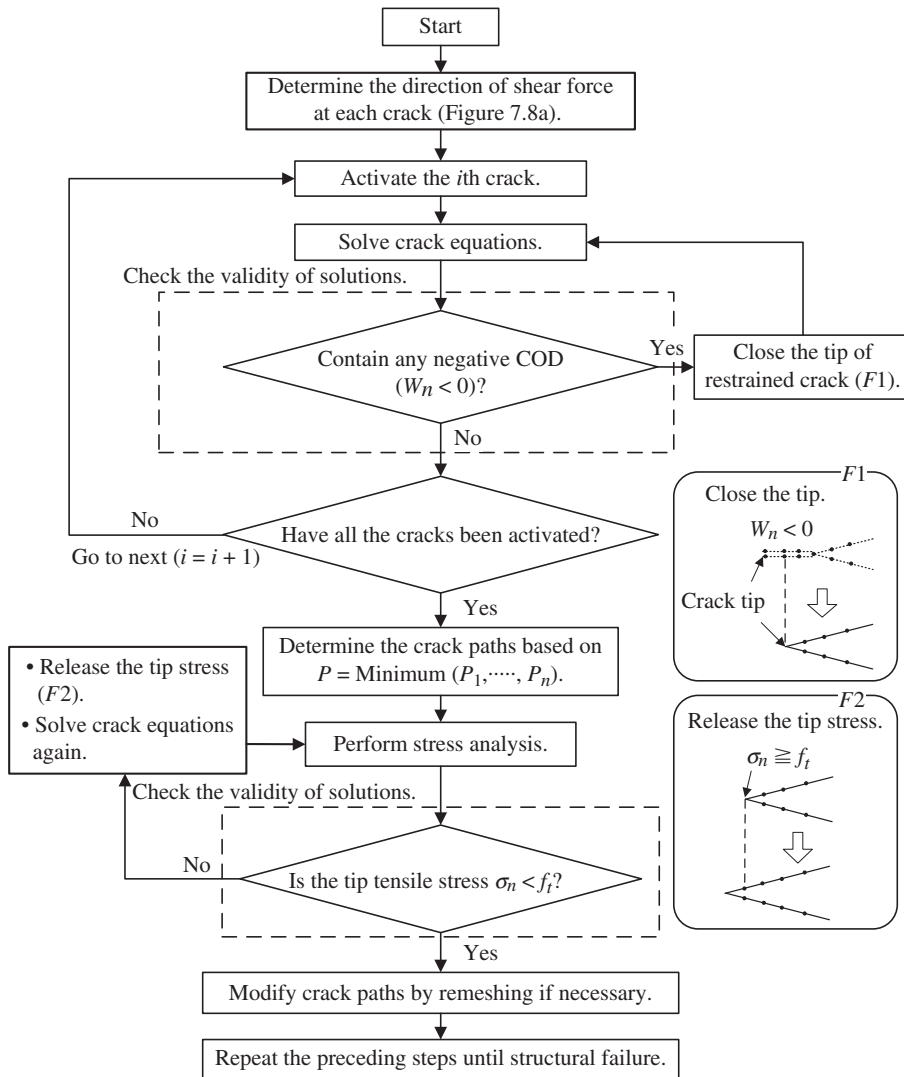 Start
Determine the direction of shear force
at each crack (Figure 7.8a).
Activate the ith crack.
Solve crack equations.
Check the validity of solutions.
Contain any negative COD
(Wn < 0)?
Yes
Close the tip of
restrained crack (F1).
No
Have all the cracks been activated?
No
Go to next (i = i + 1)
Yes
F1
Close the tip.
Wn < 0
Crack tip
Determine the crack paths based on
P = Minimum (P1,·····, Pn).
• Release the tip stress
(F2).
• Solve crack equations
again.
Perform stress analysis.
F2
Release the tip stress.
σn ≧ ft
Check the validity of solutions.
No
Is the tip tensile stress σn < ft?
Yes
Modify crack paths by remeshing if necessary.
Repeat the preceding steps until structural failure.